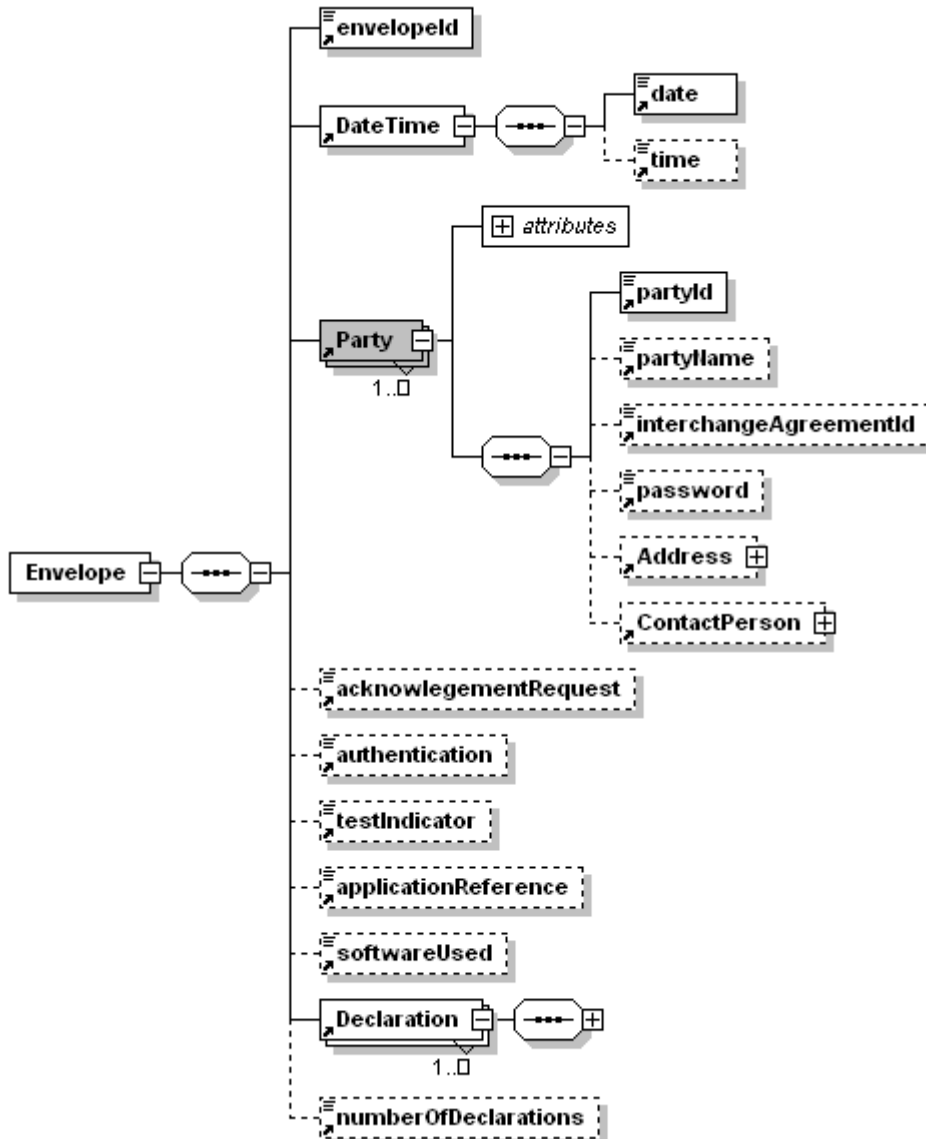 envelopeId
date
DateTime
time
attributes
partyId
Party
partyName
1..
interchangeAgreementId
password
Address
Envelope
ContactPerson
acknowlegementRequest
authentication
testIndicator
applicationReference
softwareUsed
Declaration
1..
numberOfDeclarations